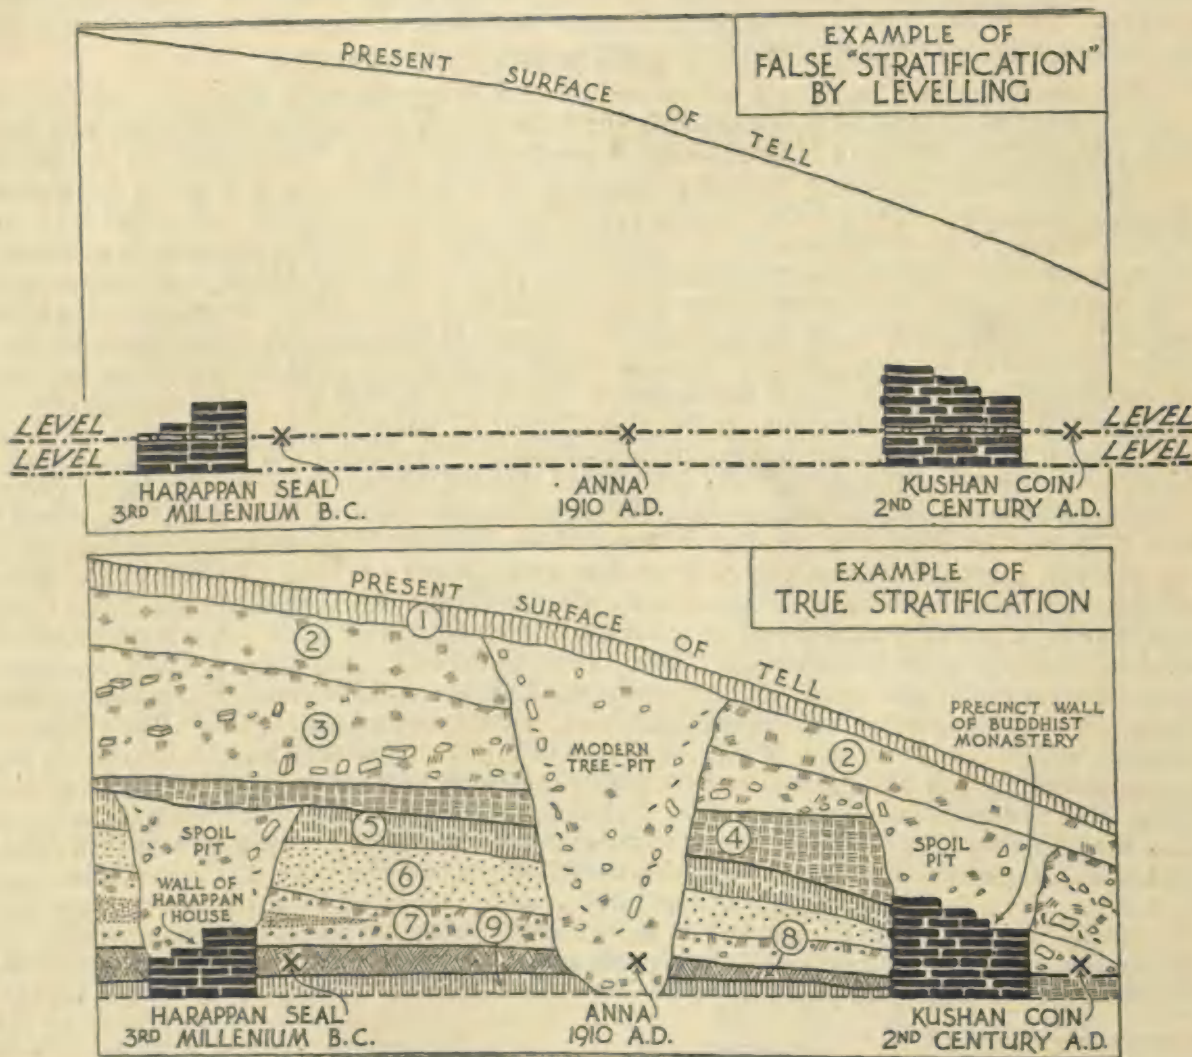 EXAMPLE OF
FALSE "STRATIFICATION"
BY LEVELLING
PRESENT SURFACE OF TELL
LEVEL
LEVEL
LEVEL
LEVEL
HARAPPAN SEAL
3RD MILLENIUM B.C.
ANNA
1910 A.D.
KUSHAN COIN
2ND CENTURY A.D.
EXAMPLE OF
TRUE STRATIFICATION
PRESENT SURFACE OF TELL
1
2
3
MODERN
TREE-PIT
PRECINCT WALL
OF BUDDHIST
MONASTERY
2
SPOIL
PIT
5
4
SPOIL
PIT
6
WALL OF
HARAPPAN
HOUSE
7
9
8
HARAPPAN SEAL
3RD MILLENIUM B.C.
ANNA
1910 A.D.
KUSHAN COIN
2ND CENTURY A.D.